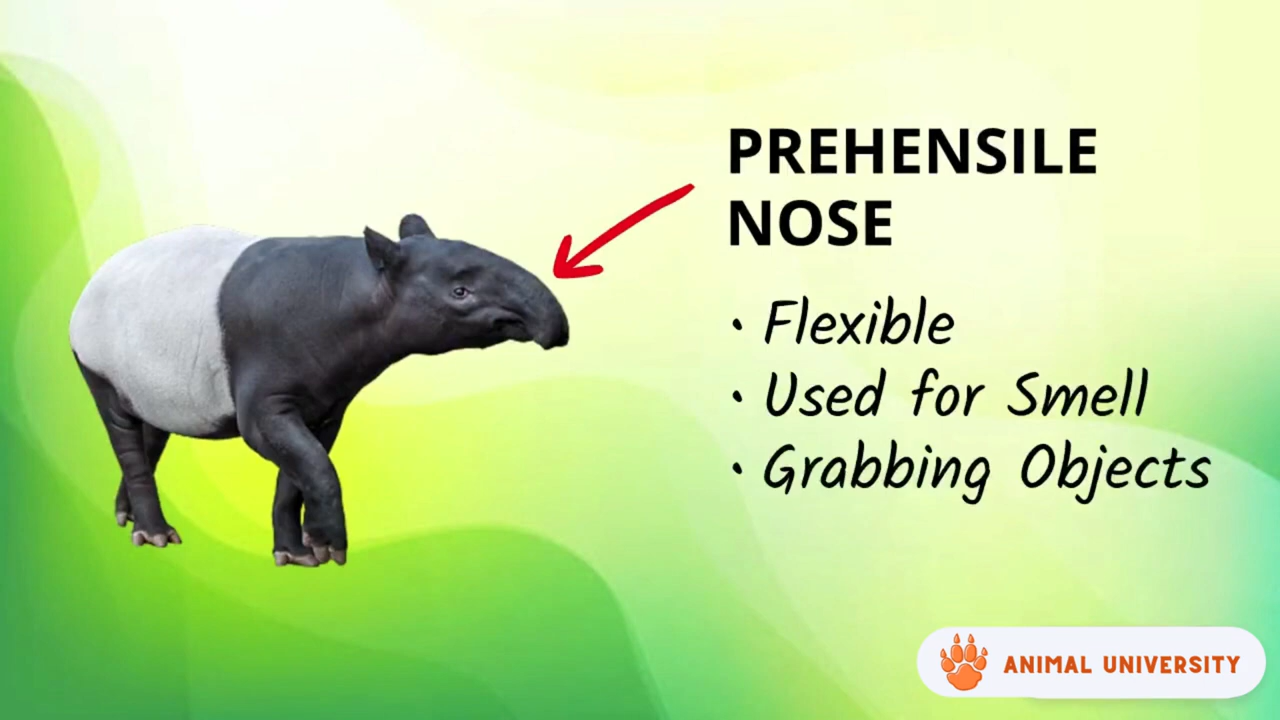 PREHENSILE
NOSE
• Flexible
• Used for Smell
• Grabbing Objects
ANIMAL UNIVERSITY